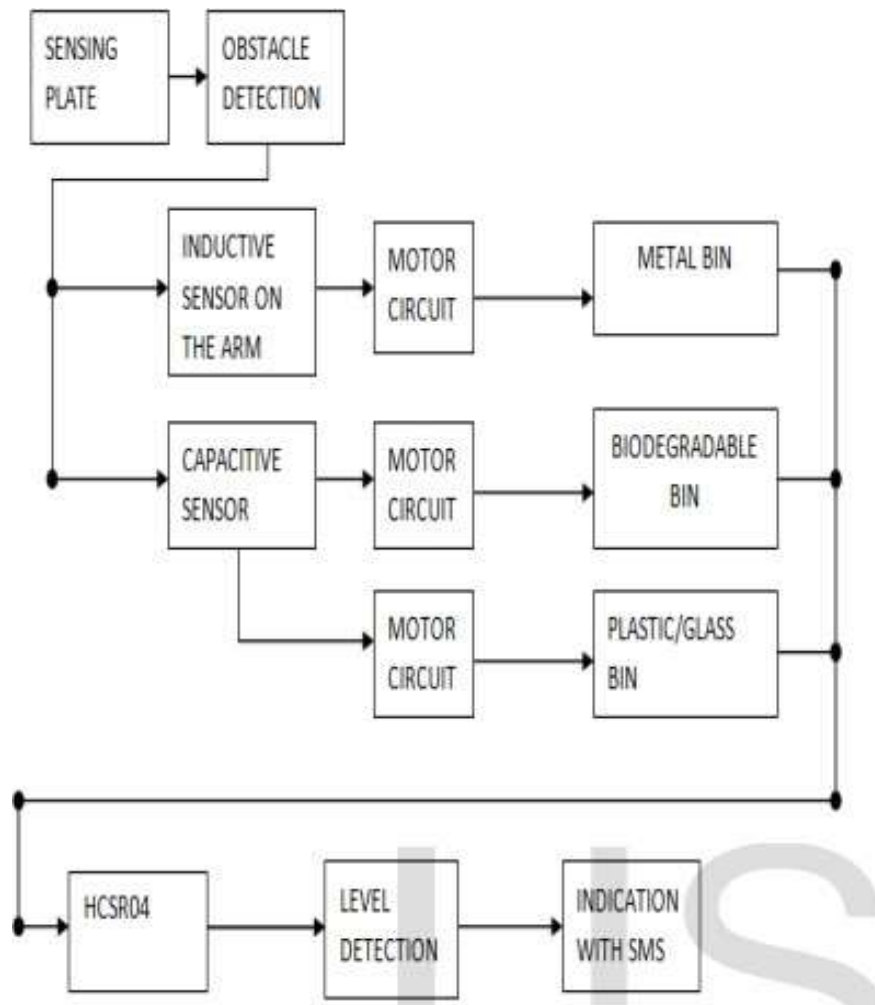 SENSING
PLATE
OBSTACLE
DETECTION
INDUCTIVE
SENSOR ON
THE ARM
MOTOR
CIRCUIT
METAL BIN
CAPACITIVE
SENSOR
MOTOR
CIRCUIT
BIODEGRADABLE
BIN
MOTOR
CIRCUIT
PLASTIC/GLASS
BIN
HCSR04
LEVEL
DETECTION
INDICATION
WITH SMS